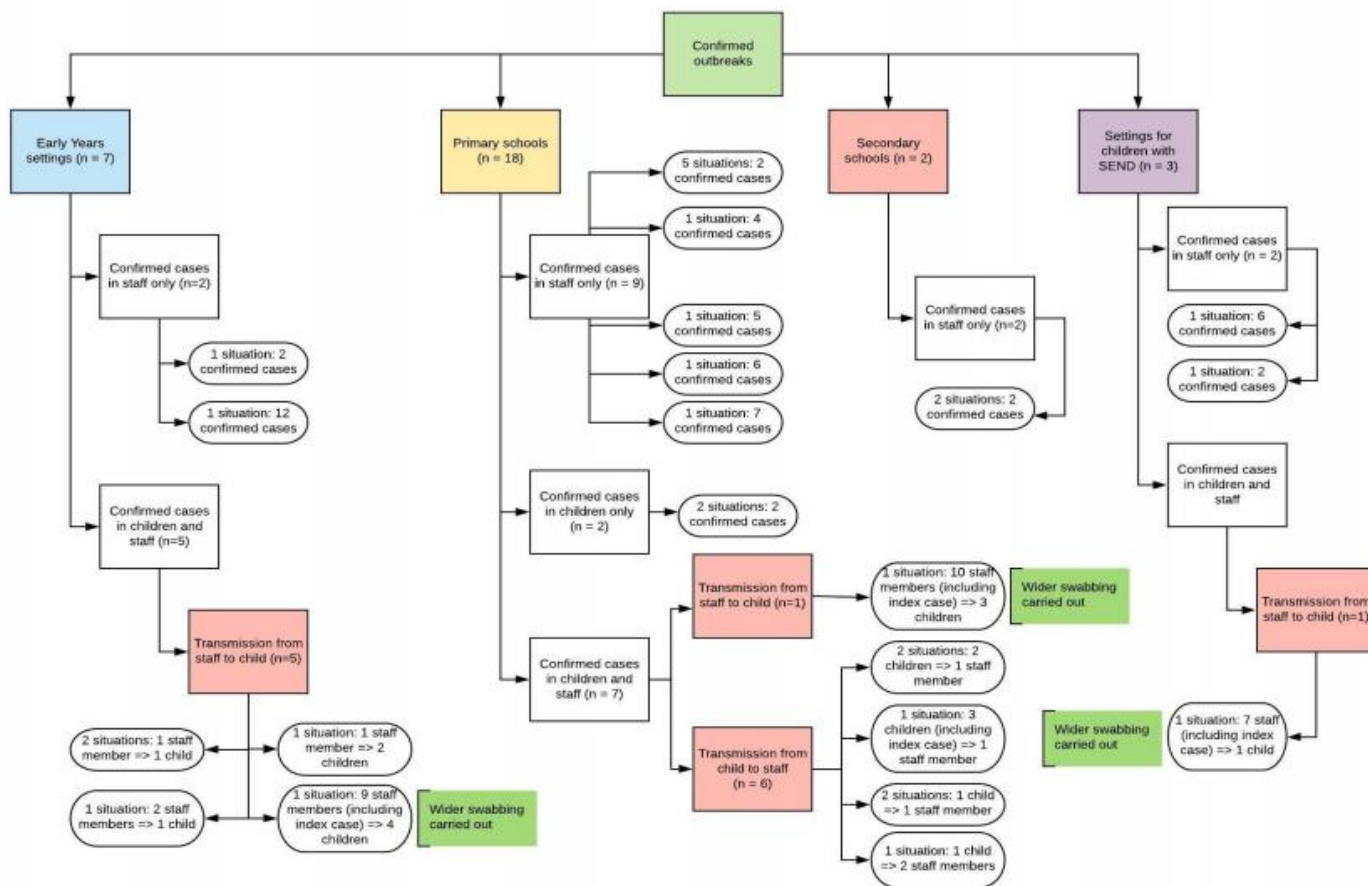 Confirmed
outbreaks
Early Years
settings (n = 7)
Primary schools
(n = 18)
Secondary
schools (n = 2)
Settings for
children with
SEND (n = 3)
Confirmed cases
in staff only (n=2)
1 situation: 2
confirmed cases
1 situation: 12
confirmed cases
Confirmed cases
in children and
staff (n=5)
Transmission from
staff to child
(n=5)
2 situations: 1 staff
member => 1 child
1 situation: 1 staff
member => 2
children
1 situation: 2 staff
members => 1 child
1 situation: 9 staff
members (including
index case) => 4
children
Wider swabbing
carried out
5 situations: 2
confirmed cases
1 situation: 4
confirmed cases
Confirmed cases
in staff only (n = 9)
1 situation: 5
confirmed cases
1 situation: 6
confirmed cases
1 situation: 7
confirmed cases
Confirmed cases
in children only
(n = 2)
2 situations: 2
confirmed cases
Confirmed cases
in children and
staff (n = 7)
Transmission from
staff to child (n=1)
1 situation: 10 staff
members (including
index case) => 3
children
Wider swabbing
carried out
Transmission from
child to staff
(n = 6)
2 situations: 2
children => 1 staff
member
1 situation: 3
children (including
index case) => 1
staff member
2 situations: 1 child
=> 1 staff member
1 situation: 1 child
=> 2 staff members
Confirmed cases
in staff only (n=2)
2 situations: 2
confirmed cases
Confirmed cases
in staff only (n = 2)
1 situation: 6
confirmed cases
1 situation: 2
confirmed cases
Confirmed cases
in children and
staff
Transmission from
staff to child (n=1)
1 situation: 7 staff
(including index
case) => 1 child
Wider swabbing
carried out